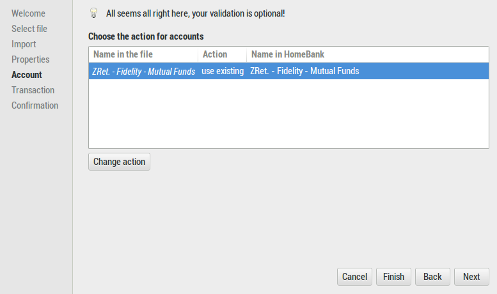 Welcome
Select file
Import
Properties
Account
Transaction
Confirmation
All seems all right here, your validation is optional!
Choose the action for accounts
Name in the file Action Name in HomeBank
ZRet. - Fidelity - Mutual Funds use existing ZRet. - Fidelity - Mutual Funds
Change action
Cancel Finish Back Next